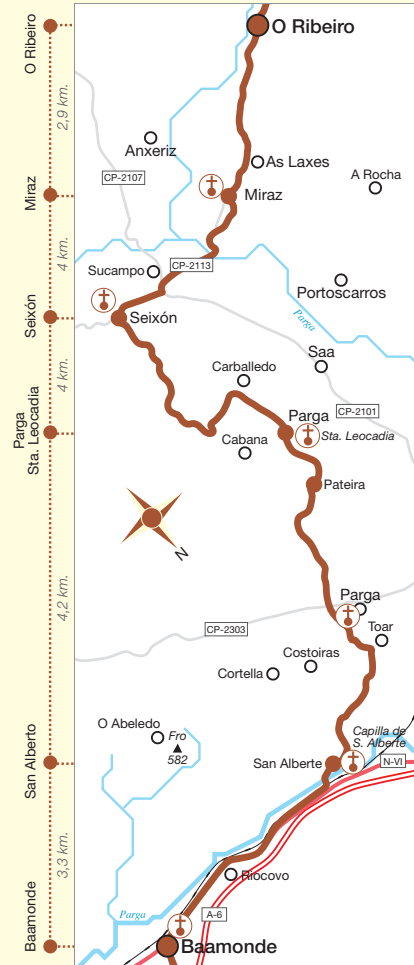 O Ribeiro
2,9 km.
Miraz
4 km.
Seixón
4 km.
Parga
Sta. Leocadia
4,2 km.
San Alberto
3,3 km.
Baamonde
O Ribeiro
Anxeriz
As Laxes
CP-2107
A Rocha
Miraz
CP-2113
Sucampo
Portoscarros
Parga
Seixón
Saa
Carballedo
Parga
CP-2101
Sta. Leocadia
Cabana
Pateira
N
Parga
CP-2303
Toar
Costoiras
Cortella
O Abeledo
Fro
582
Capilla de
S. Alberte
San Alberte
N-VI
Riocovo
Parga
A-6
Baamonde